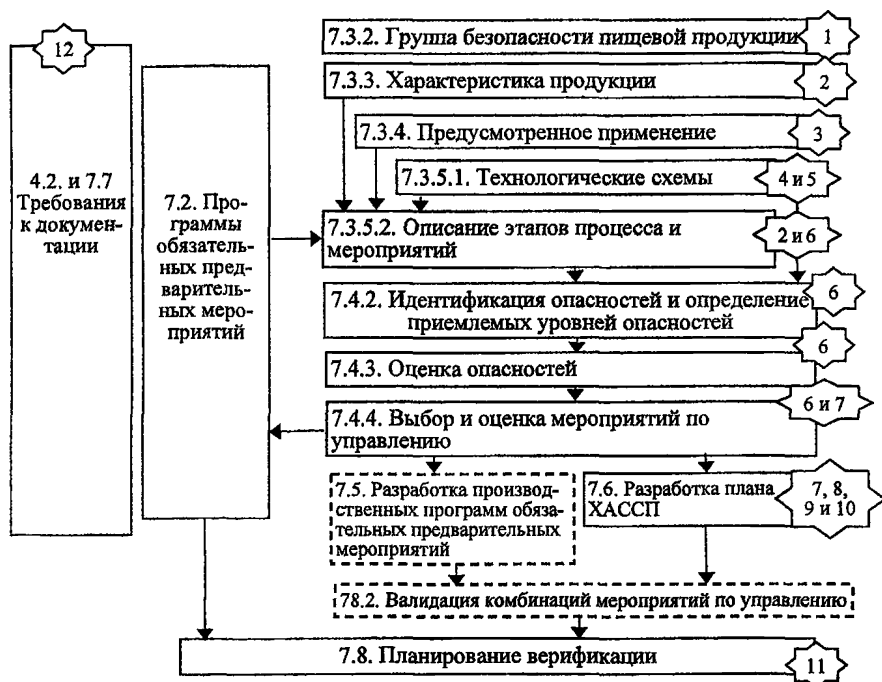 12
4.2. и 7.7
Требования
к докумен-
тации
7.2. Про-
граммы
обязатель-
ных пред-
варитель-
ных меро-
приятий
7.3.2. Группа безопасности пищевой продукции
1
7.3.3. Характеристика продукции
2
7.3.4. Предусмотренное применение
3
7.3.5.1. Технологические схемы
4 и 5
7.3.5.2. Описание этапов процесса и
мероприятий
2 и 6
7.4.2. Идентификация опасностей и определение
приемлемых уровней опасностей
6
7.4.3. Оценка опасностей
6
7.4.4. Выбор и оценка мероприятий по
управлению
6 и 7
7.5. Разработка производ-
ственных программ обяза-
тельных предварительных
мероприятий
7.6. Разработка плана
ХАССП
7, 8,
9 и 10
78.2. Валидация комбинаций мероприятий по управлению
7.8. Планирование верификации
11